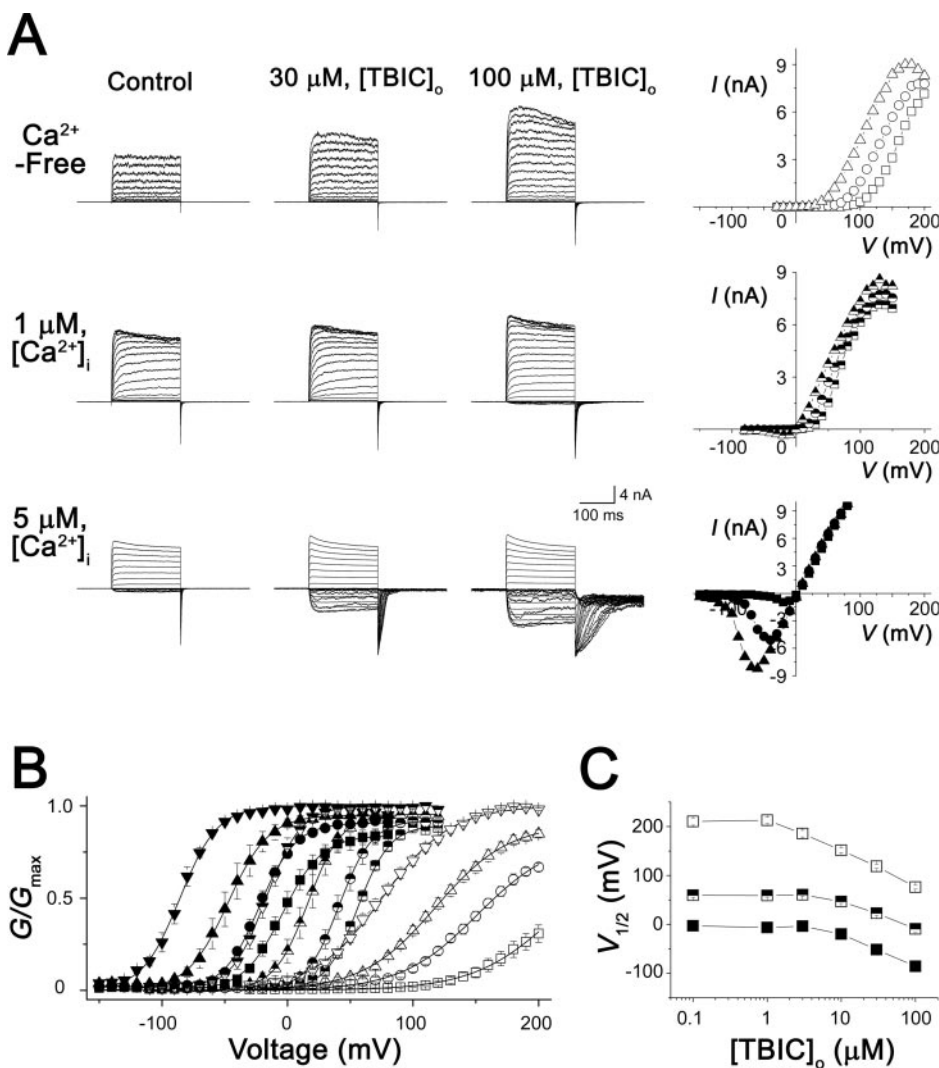 A
Control
30 μM, [TBIC]o
100 μM, [TBIC]o
Ca2+
-Free
I (nA)
9
6
3
-100 0 100 200
V (mV)
1 μM,
[Ca2+]i
I (nA)
9
6
3
-100 0 100 200
V (mV)
5 μM,
[Ca2+]i
4 nA
100 ms
I (nA)
9
6
3
100 200
V (mV)
-6
-9
B
G/Gmax
1.0
0.5
0
-100 0 100 200
Voltage (mV)
C
V1/2 (mV)
200
100
0
-100
0.1 1 10 100
[TBIC]o (μM)